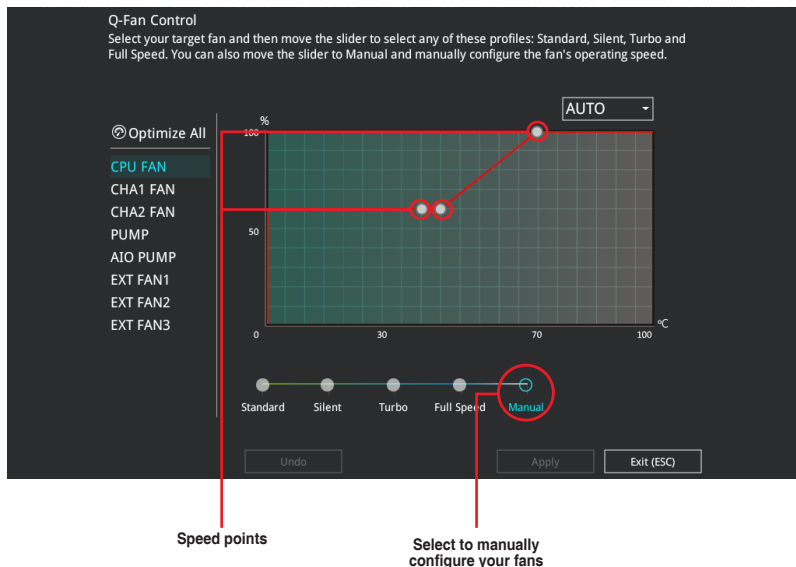 Q-Fan Control
Select your target fan and then move the slider to select any of these profiles: Standard, Silent, Turbo and
Full Speed. You can also move the slider to Manual and manually configure the fan's operating speed.
AUTO
Optimize All
CPU FAN
CHA1 FAN
CHA2 FAN
PUMP
AIO PUMP
EXT FAN1
EXT FAN2
EXT FAN3
%
100
50
0 30 70 100
ºC
Standard Silent Turbo Full Speed Manual
Undo Apply Exit (ESC)
Speed points
Select to manually
configure your fans